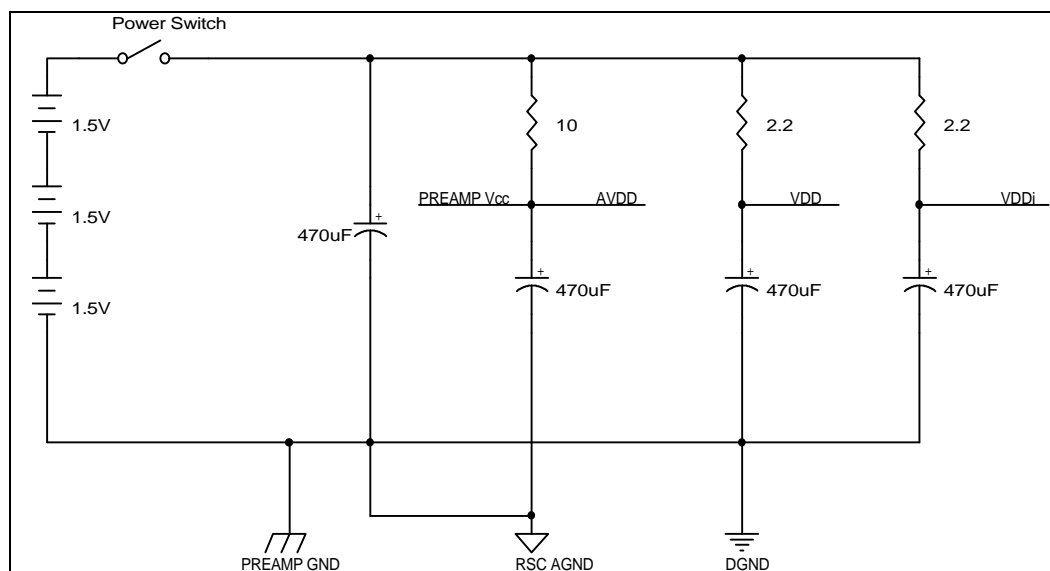 Power Switch
1.5V
10
2.2
2.2
1.5V
PREAMP Vcc
AVDD
VDD
VDDi
+
470uF
+
470uF
+
470uF
+
470uF
1.5V
PREAMP GND
RSC AGND
DGND